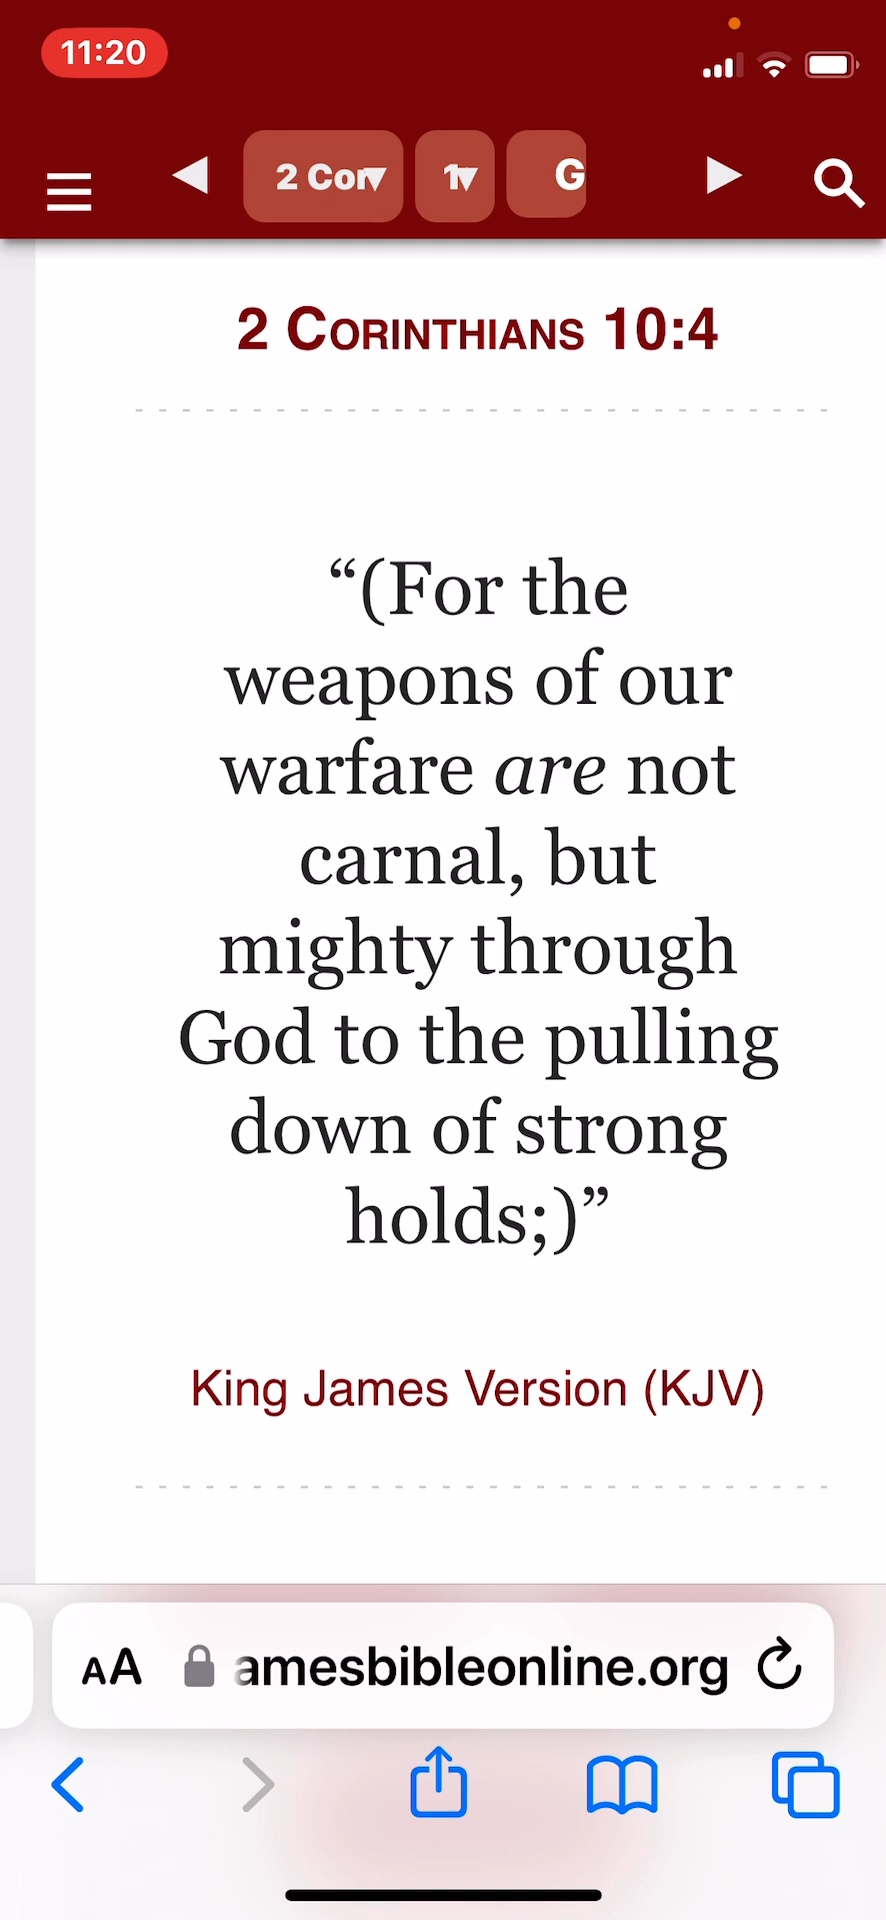 11:20
2 Cor
1
G
2 Corinthians 10:4
“(For the
weapons of our
warfare are not
carnal, but
mighty through
God to the pulling
down of strong
holds;)”
King James Version (KJV)
AA amesbibleonline.org